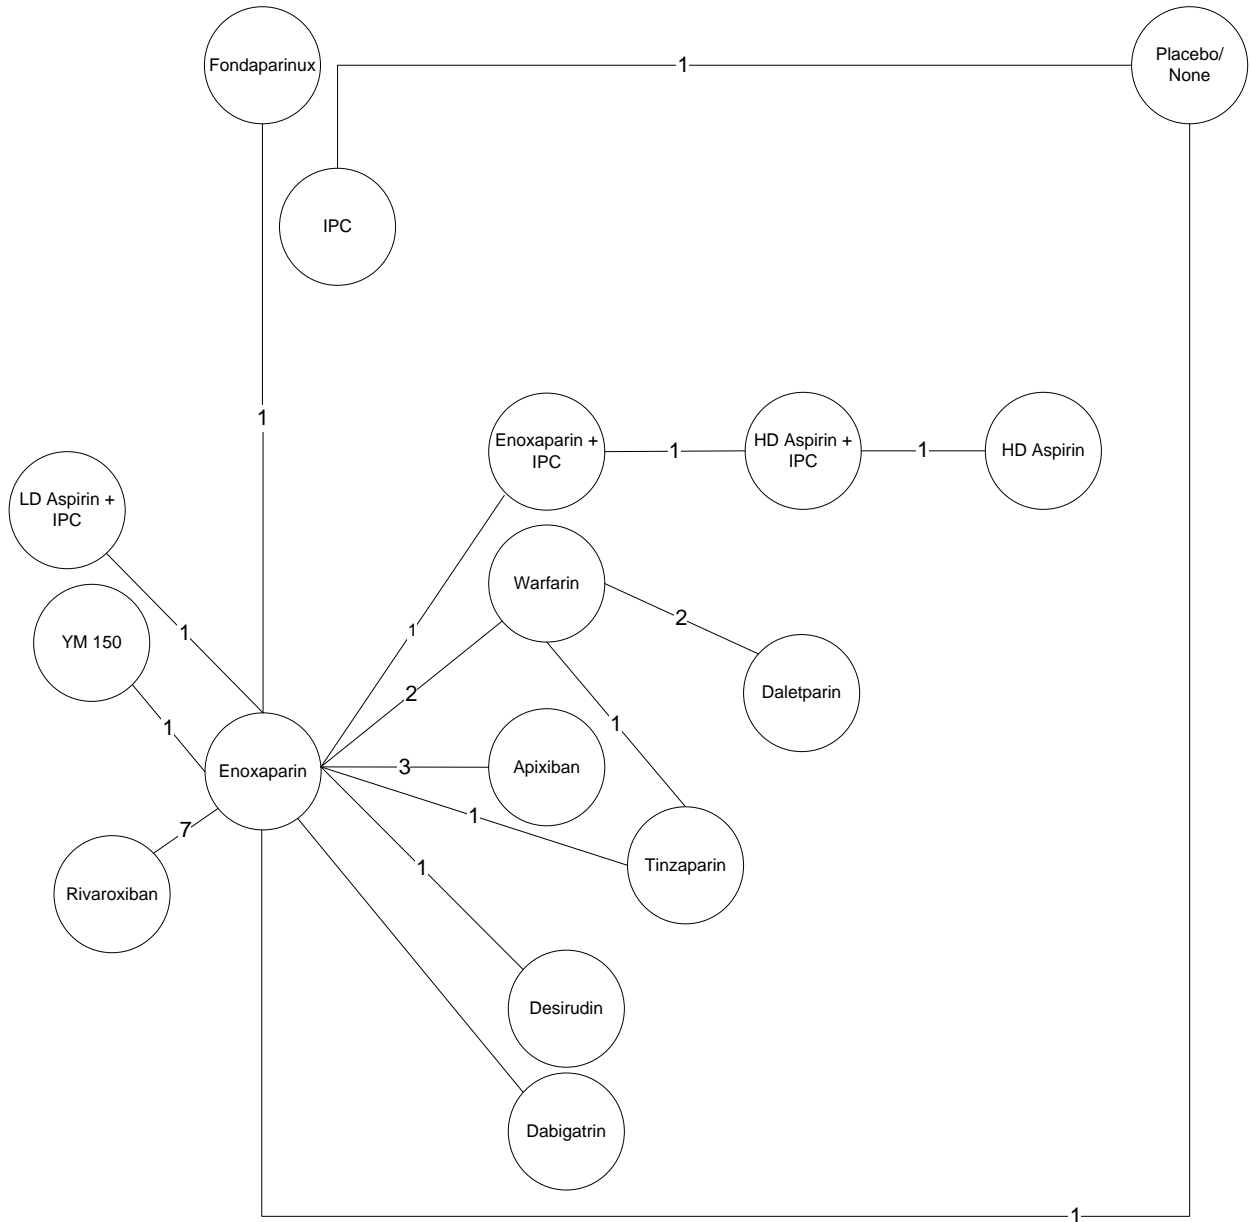 Fondaparinux
1
Placebo/
None
IPC
1
Enoxaparin +
IPC
1
HD Aspirin +
IPC
1
HD Aspirin
LD Aspirin +
IPC
Warfarin
1
2
1
YM 150
2
Daletparin
1
1
Enoxaparin
3
Apixiban
7
1
Tinzaparin
Rivaroxiban
1
Desirudin
Dabigatrin
1